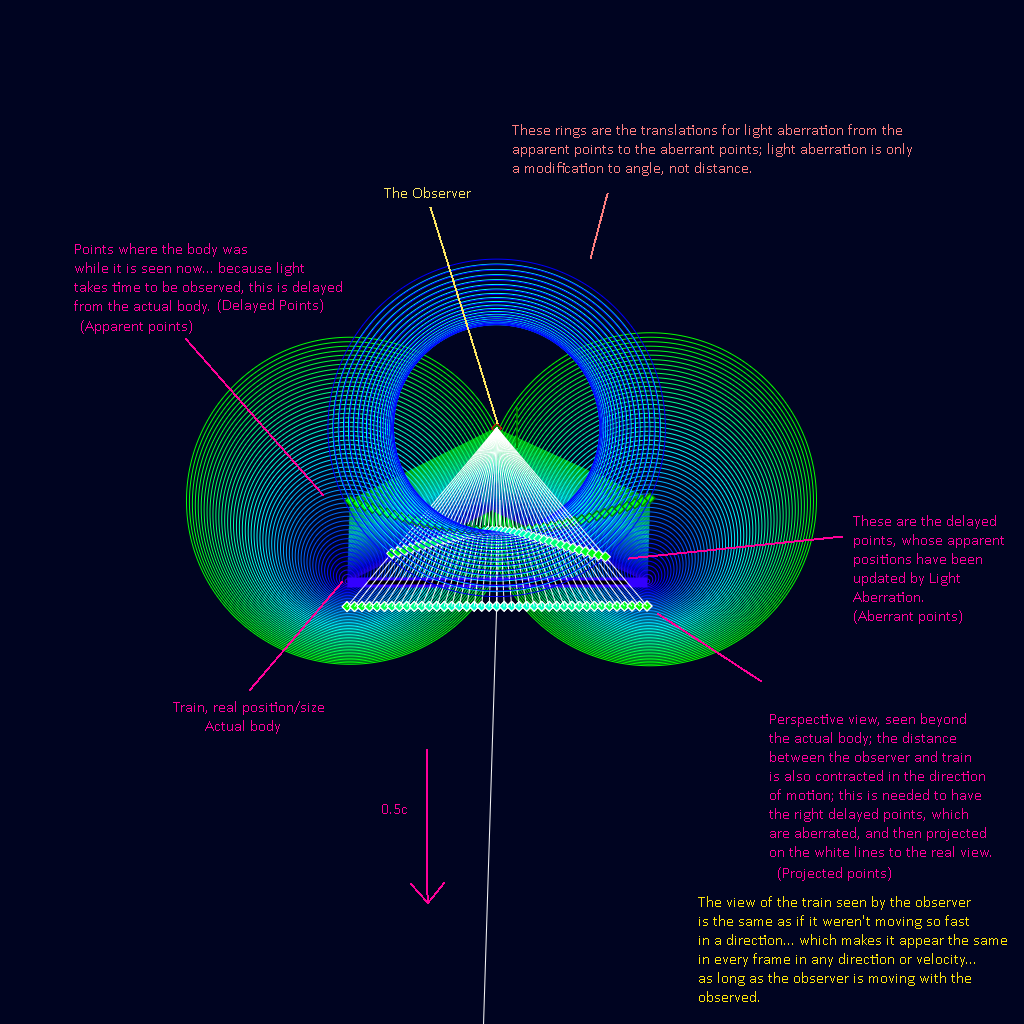 These rings are the translations for light aberration from the
apparent points to the aberrant points; light aberration is only
a modification to angle, not distance.
The Observer
Points where the body was
while it is seen now... because light
takes time to be observed, this is delayed
from the actual body. (Delayed Points)
(Apparent points)
These are the delayed
points, whose apparent
positions have been
updated by Light
Aberration.
(Aberrant points)
Train, real position/size
Actual body
Perspective view, seen beyond
the actual body; the distance
between the observer and train
is also contracted in the direction
of motion; this is needed to have
the right delayed points, which
are aberrated, and then projected
on the white lines to the real view.
(Projected points)
0.5c
The view of the train seen by the observer
is the same as if it weren't moving so fast
in a direction... which makes it appear the same
in every frame in any direction or velocity...
as long as the observer is moving with the
observed.